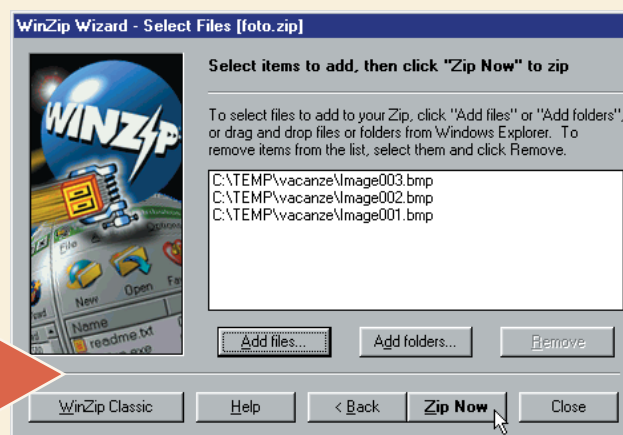 WinZip Wizard - Select Files [foto.zip]
Select items to add, then click "Zip Now" to zip
To select files to add to your Zip, click "Add files" or "Add folders",
or drag and drop files or folders from Windows Explorer. To
remove items from the list, select them and click Remove.
C:\TEMP\vacanze\Image003.bmp
C:\TEMP\vacanze\Image002.bmp
C:\TEMP\vacanze\Image001.bmp
WINZIP
File
Options
New
Open
Name
readme.txt
Add files...
Add folders...
Remove
WinZip Classic
Help
< Back
Zip Now
Close